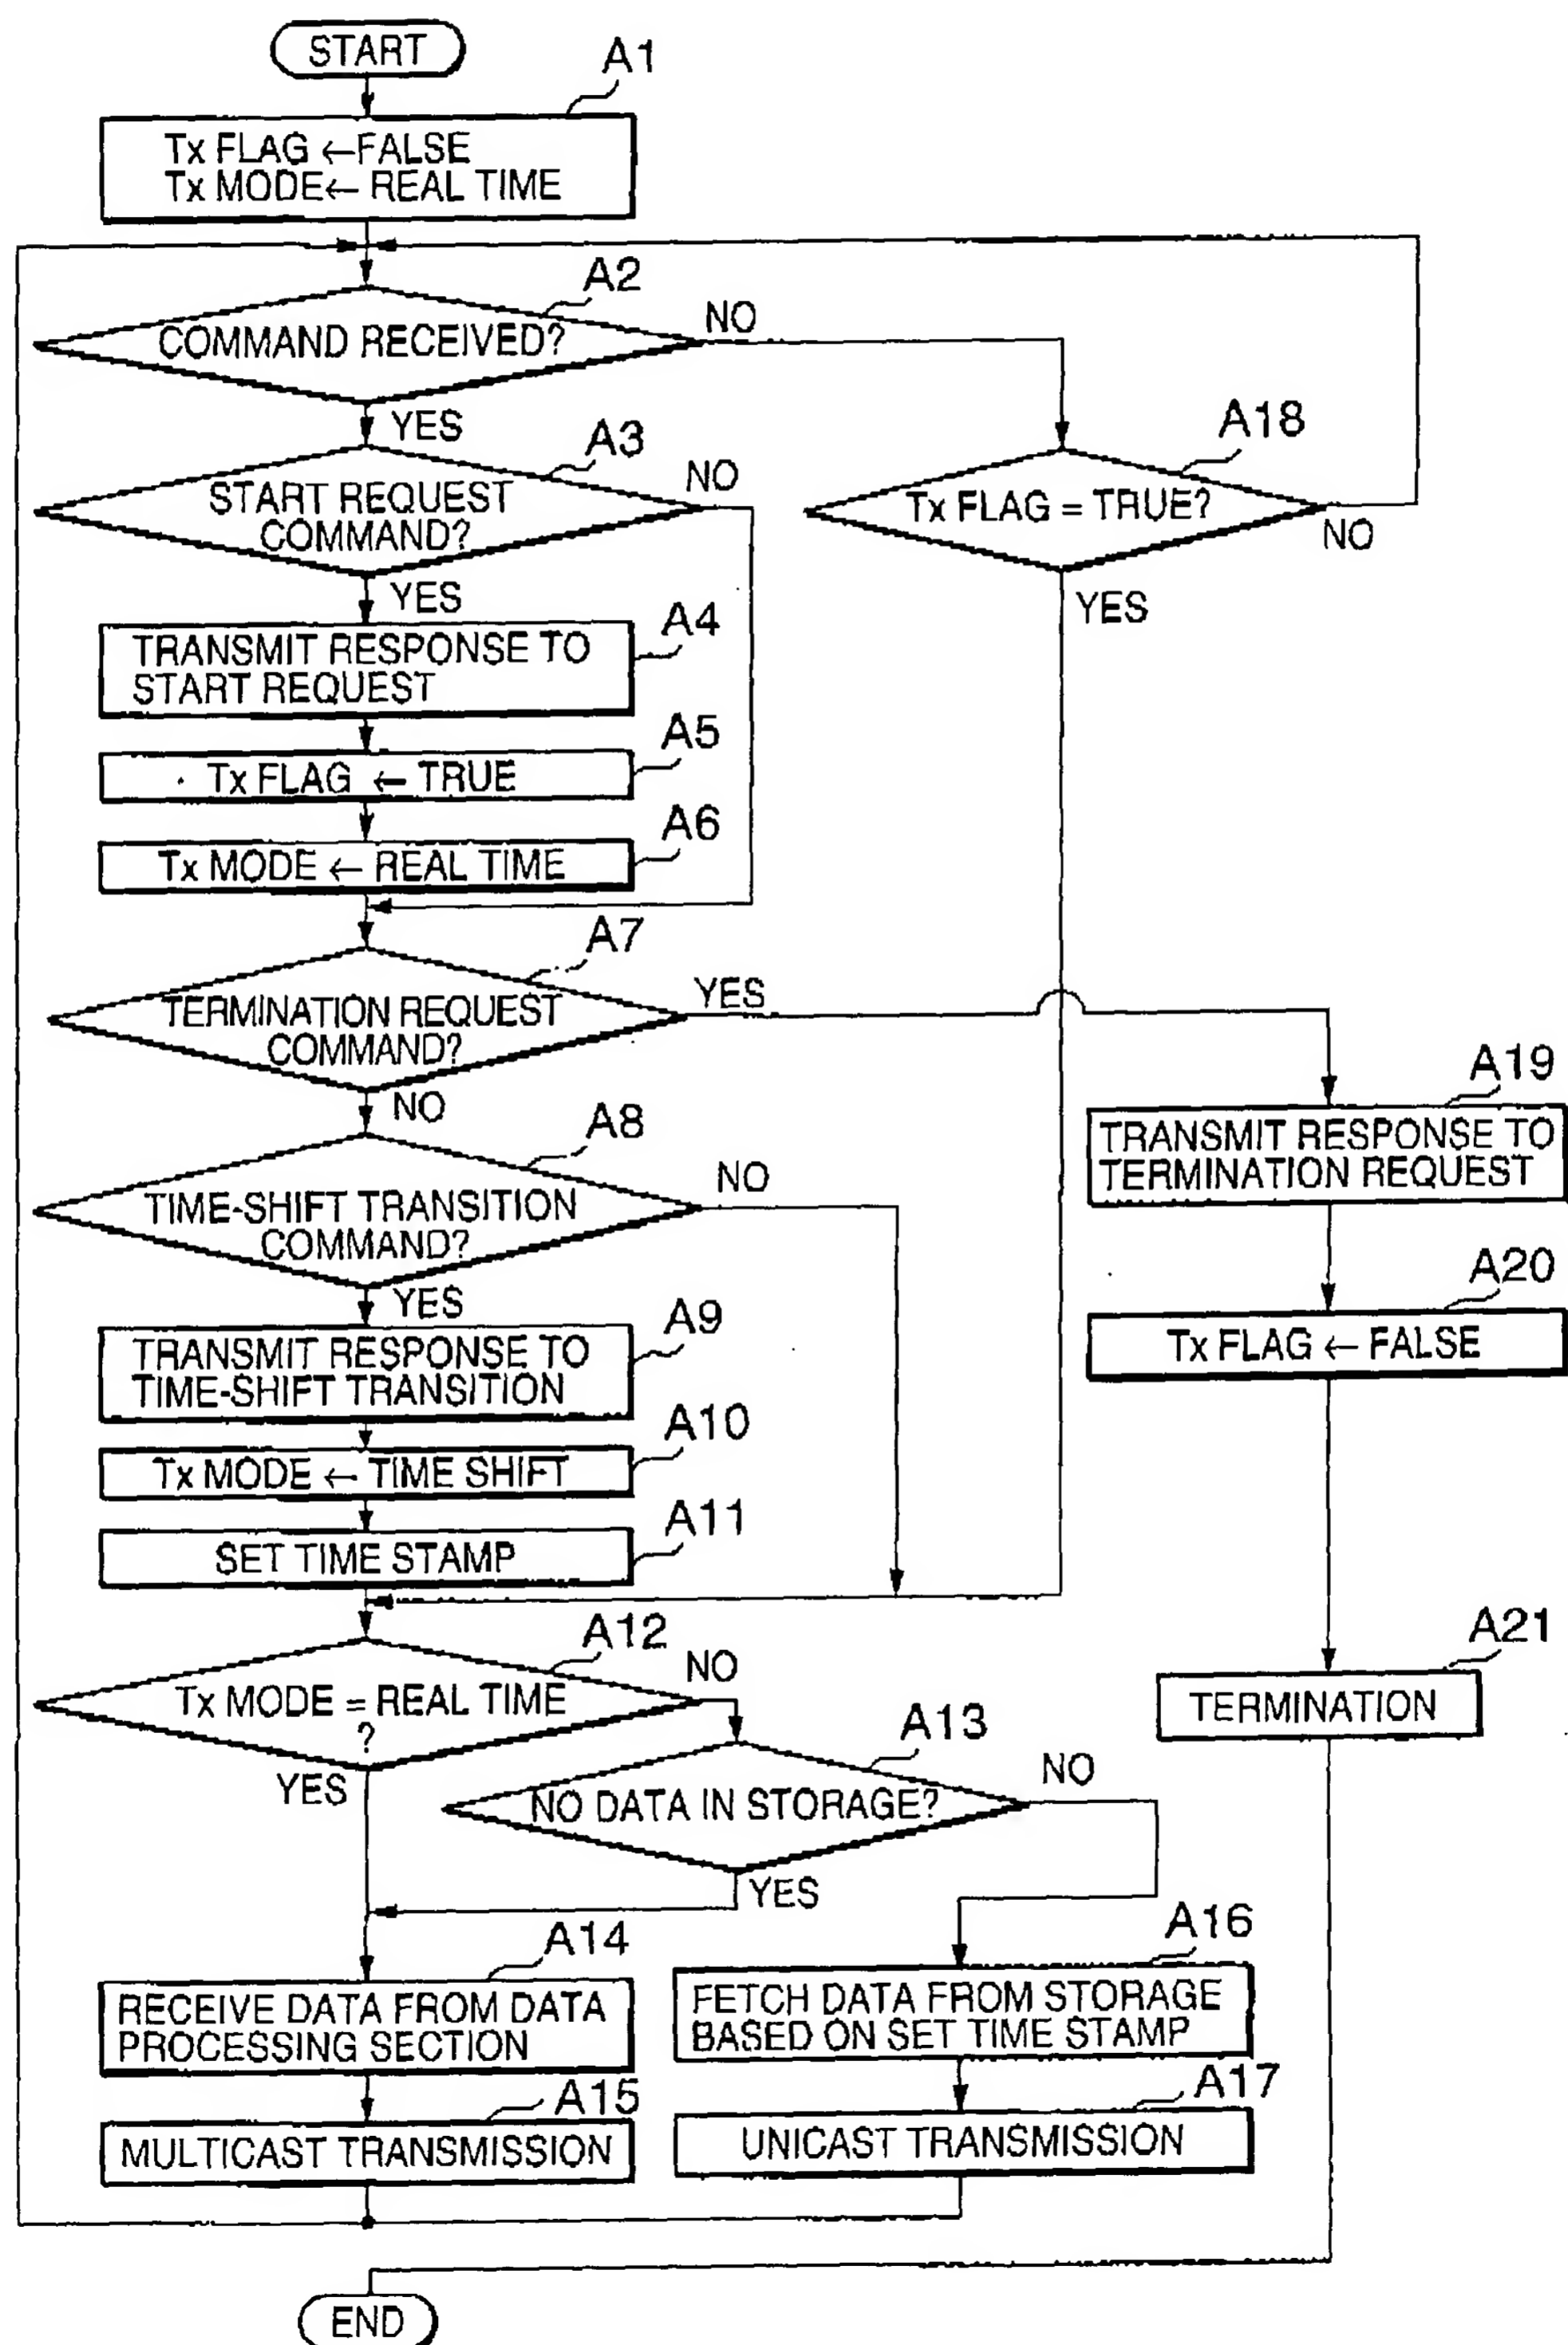 START
A1
Tx FLAG ←FALSE
Tx MODE← REAL TIME
A2
COMMAND RECEIVED?
NO
YES
A3
START REQUEST
COMMAND?
NO
YES
A18
Tx FLAG = TRUE?
NO
YES
A4
TRANSMIT RESPONSE TO
START REQUEST
A5
Tx FLAG ← TRUE
A6
Tx MODE ← REAL TIME
A7
TERMINATION REQUEST
COMMAND?
YES
NO
A8
TIME-SHIFT TRANSITION
COMMAND?
NO
YES
A19
TRANSMIT RESPONSE TO
TERMINATION REQUEST
A20
Tx FLAG ← FALSE
A9
TRANSMIT RESPONSE TO
TIME-SHIFT TRANSITION
A10
Tx MODE ← TIME SHIFT
A11
SET TIME STAMP
A12
Tx MODE = REAL TIME
?
NO
YES
A21
TERMINATION
A13
NO DATA IN STORAGE?
NO
YES
A14
RECEIVE DATA FROM DATA
PROCESSING SECTION
A15
MULTICAST TRANSMISSION
A16
FETCH DATA FROM STORAGE
BASED ON SET TIME STAMP
A17
UNICAST TRANSMISSION
END